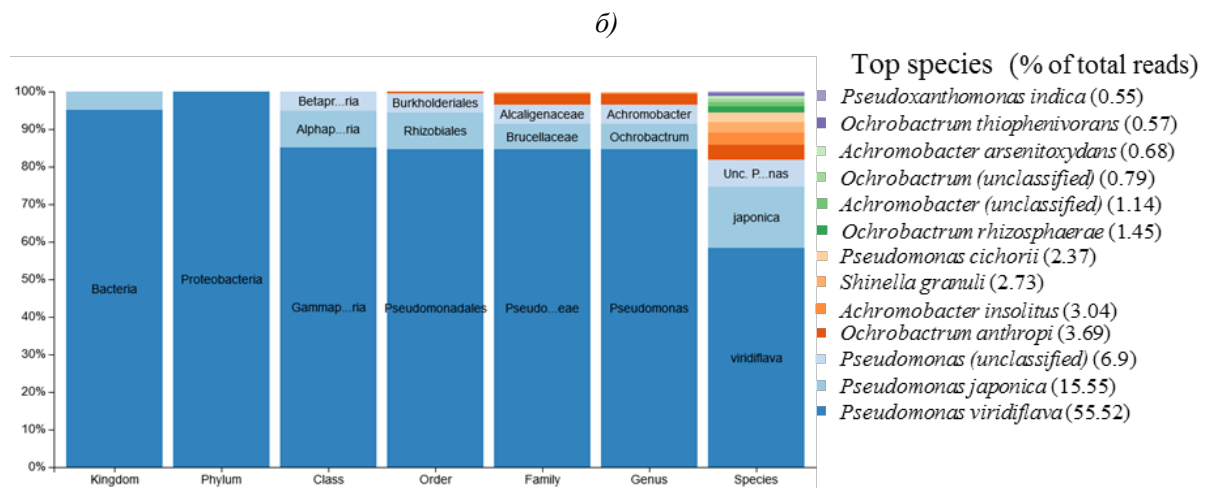 б)
Top species (% of total reads)
100%
90%
80%
70%
60%
50%
40%
30%
20%
10%
0%
Bacteria
Proteobacteria
Betapr...ria
Alphap...ria
Gammap...ria
Burkholderiales
Rhizobiales
Pseudomonadales
Alcaligenaceae
Brucellaceae
Pseudo...eae
Achromobacter
Ochrobactrum
Pseudomonas
Unc. P...nas
japonica
viridiflava
Kingdom
Phylum
Class
Order
Family
Genus
Species
Pseudoxanthomonas indica (0.55)
Ochrobactrum thiophenivorans (0.57)
Achromobacter arsenitoxydans (0.68)
Ochrobactrum (unclassified) (0.79)
Achromobacter (unclassified) (1.14)
Ochrobactrum rhizosphaerae (1.45)
Pseudomonas cichorii (2.37)
Shinella granuli (2.73)
Achromobacter insolitus (3.04)
Ochrobactrum anthropi (3.69)
Pseudomonas (unclassified) (6.9)
Pseudomonas japonica (15.55)
Pseudomonas viridiflava (55.52)